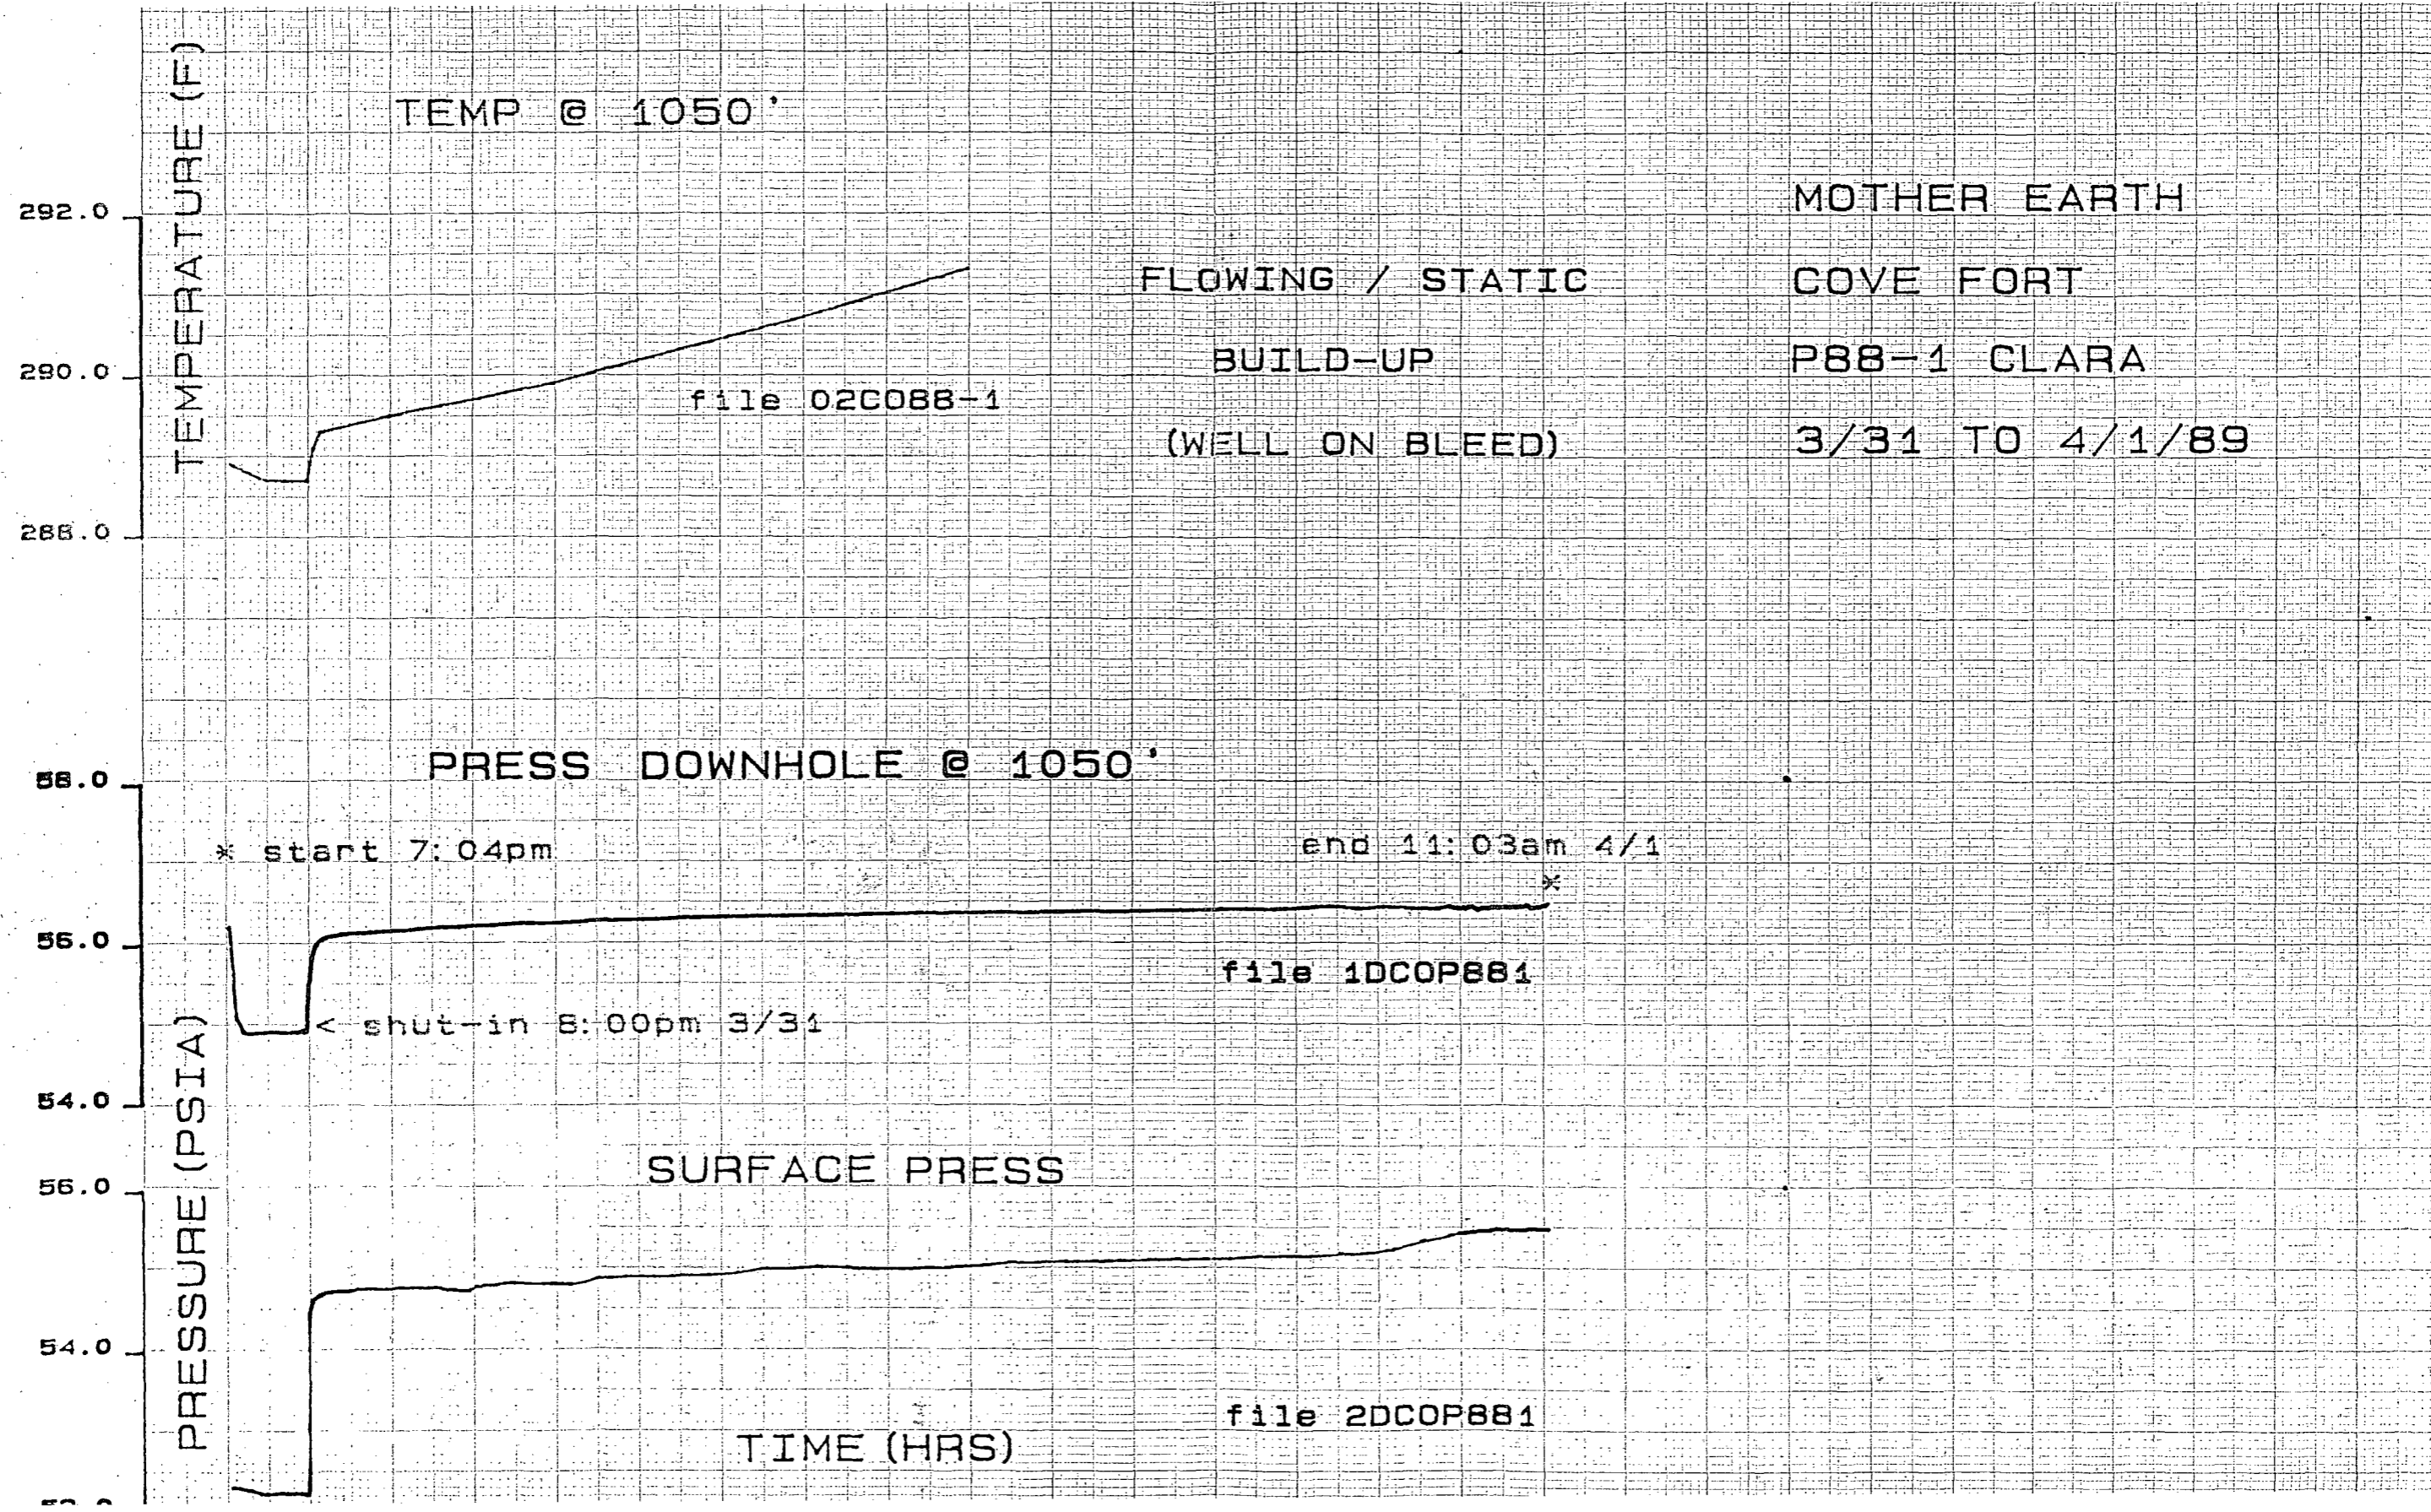 TEMPERATURE (F)
292.0
290.0
288.0
TEMP @ 1050'
file 02C088-1
FLOWING / STATIC
BUILD-UP
(WELL ON BLEED)
MOTHER EARTH
COVE FORT
P88-1 CLARA
3/31 TO 4/1/89
PRESSURE (PSIA)
58.0
56.0
54.0
PRESS DOWNHOLE @ 1050'
* start 7:04pm
end 11:03am 4/1
*
file 1DCOP881
< shut-in 8:00pm 3/31
SURFACE PRESS
56.0
54.0
file 2DCOP881
TIME (HRS)